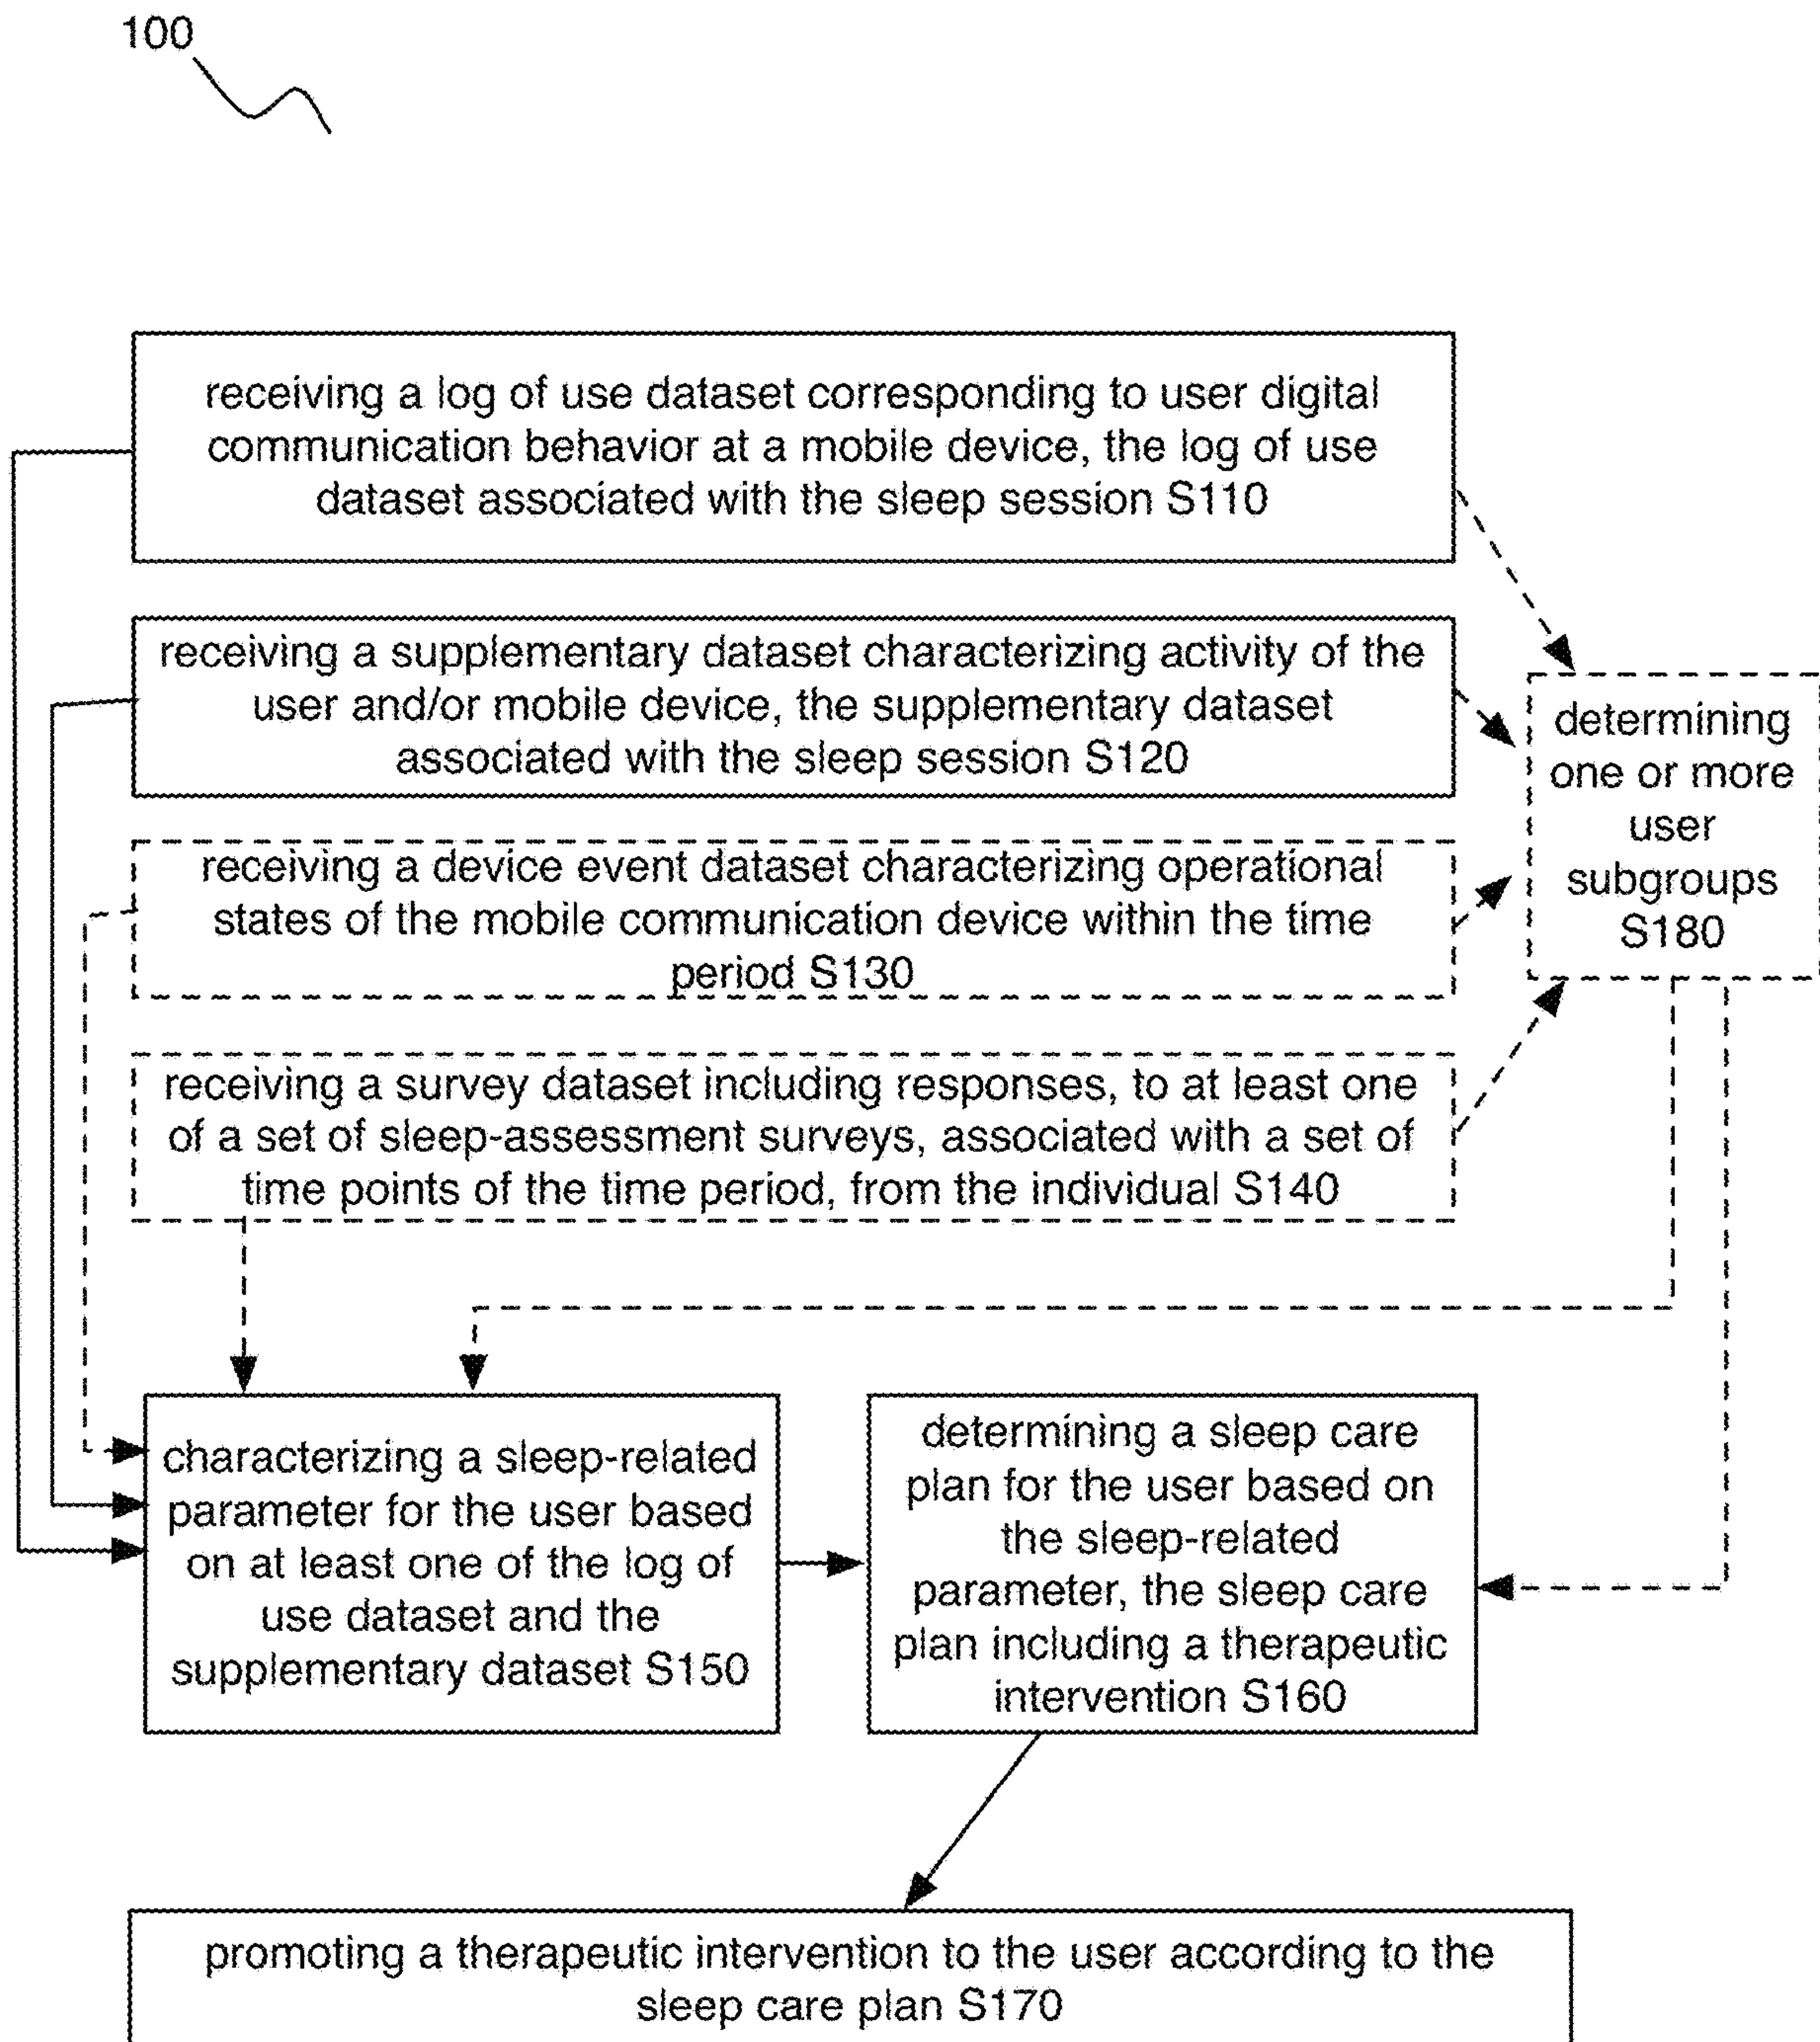 100
receiving a log of use dataset corresponding to user digital
communication behavior at a mobile device, the log of use
dataset associated with the sleep session S110
receiving a supplementary dataset characterizing activity of the
user and/or mobile device, the supplementary dataset
associated with the sleep session S120
receiving a device event dataset characterizing operational
states of the mobile communication device within the time
period S130
receiving a survey dataset including responses, to at least one
of a set of sleep-assessment surveys, associated with a set of
time points of the time period, from the individual S140
determining
one or more
user
subgroups
S180
characterizing a sleep-related
parameter for the user based
on at least one of the log of
use dataset and the
supplementary dataset S150
determining a sleep care
plan for the user based on
the sleep-related
parameter, the sleep care
plan including a therapeutic
intervention S160
promoting a therapeutic intervention to the user according to the
sleep care plan S170